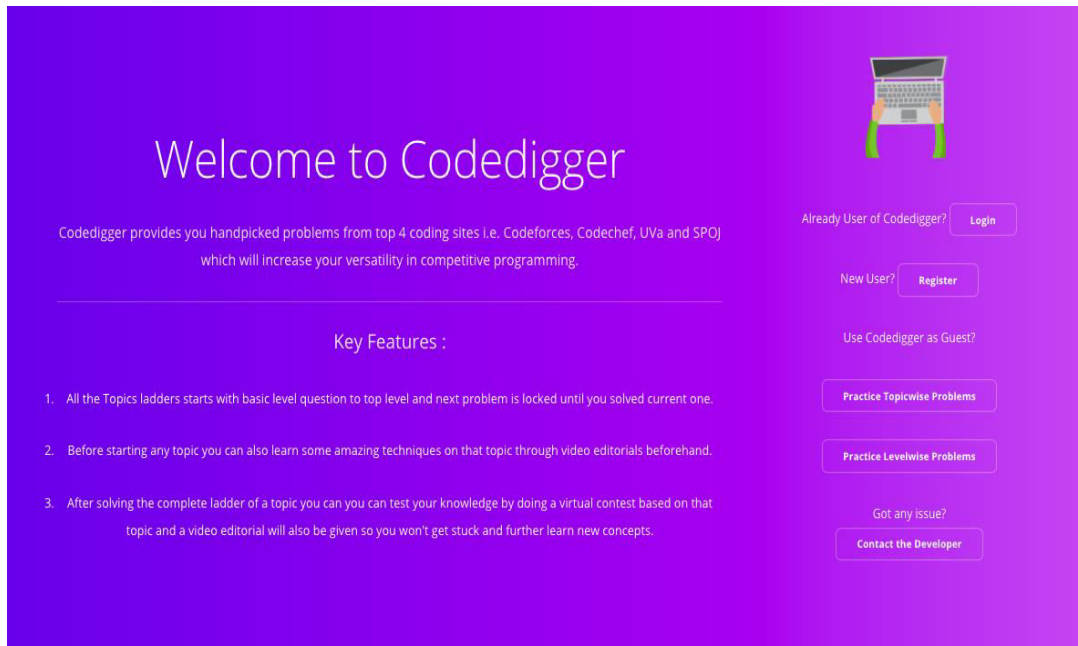 Welcome to Codedigger
Codedigger provides you handpicked problems from top 4 coding sites i.e. Codeforces, Codechef, UVa and SPOJ
which will increase your versatility in competitive programming.
Key Features :
1. All the Topics ladders starts with basic level question to top level and next problem is locked until you solved current one.
2. Before starting any topic you can also learn some amazing techniques on that topic through video editorials beforehand.
3. After solving the complete ladder of a topic you can you can test your knowledge by doing a virtual contest based on that
topic and a video editorial will also be given so you won't get stuck and further learn new concepts.
Already User of Codedigger? Login
New User? Register
Use Codedigger as Guest?
Practice Topicwise Problems
Practice Levelwise Problems
Got any issue?
Contact the Developer